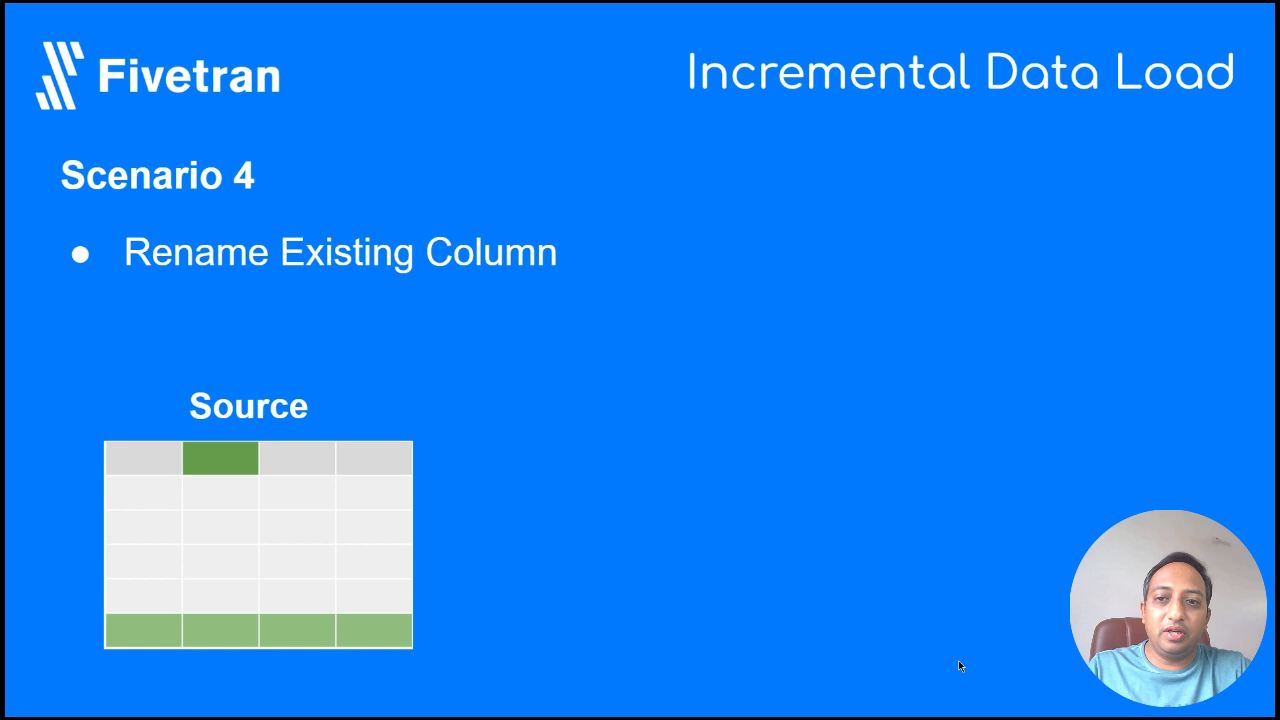 Fivetran
Incremental Data Load
Scenario 4
● Rename Existing Column
Source